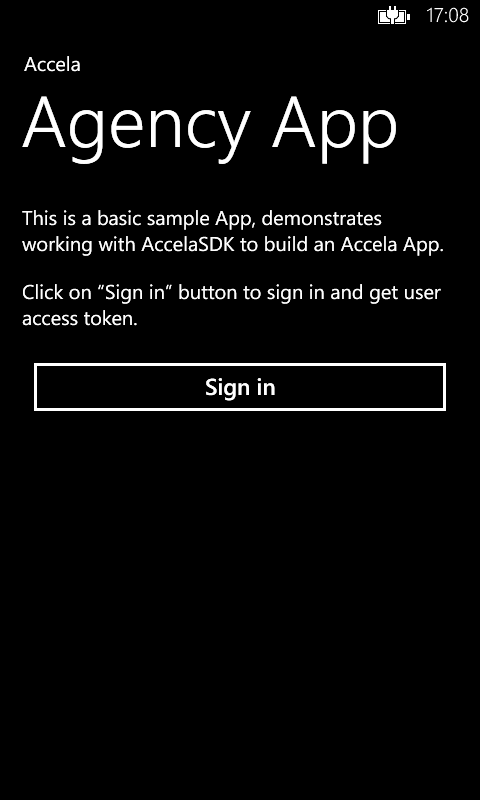 17:08
Accela
Agency App
This is a basic sample App, demonstrates
working with AccelaSDK to build an Accela App.
Click on “Sign in” button to sign in and get user
access token.
Sign in